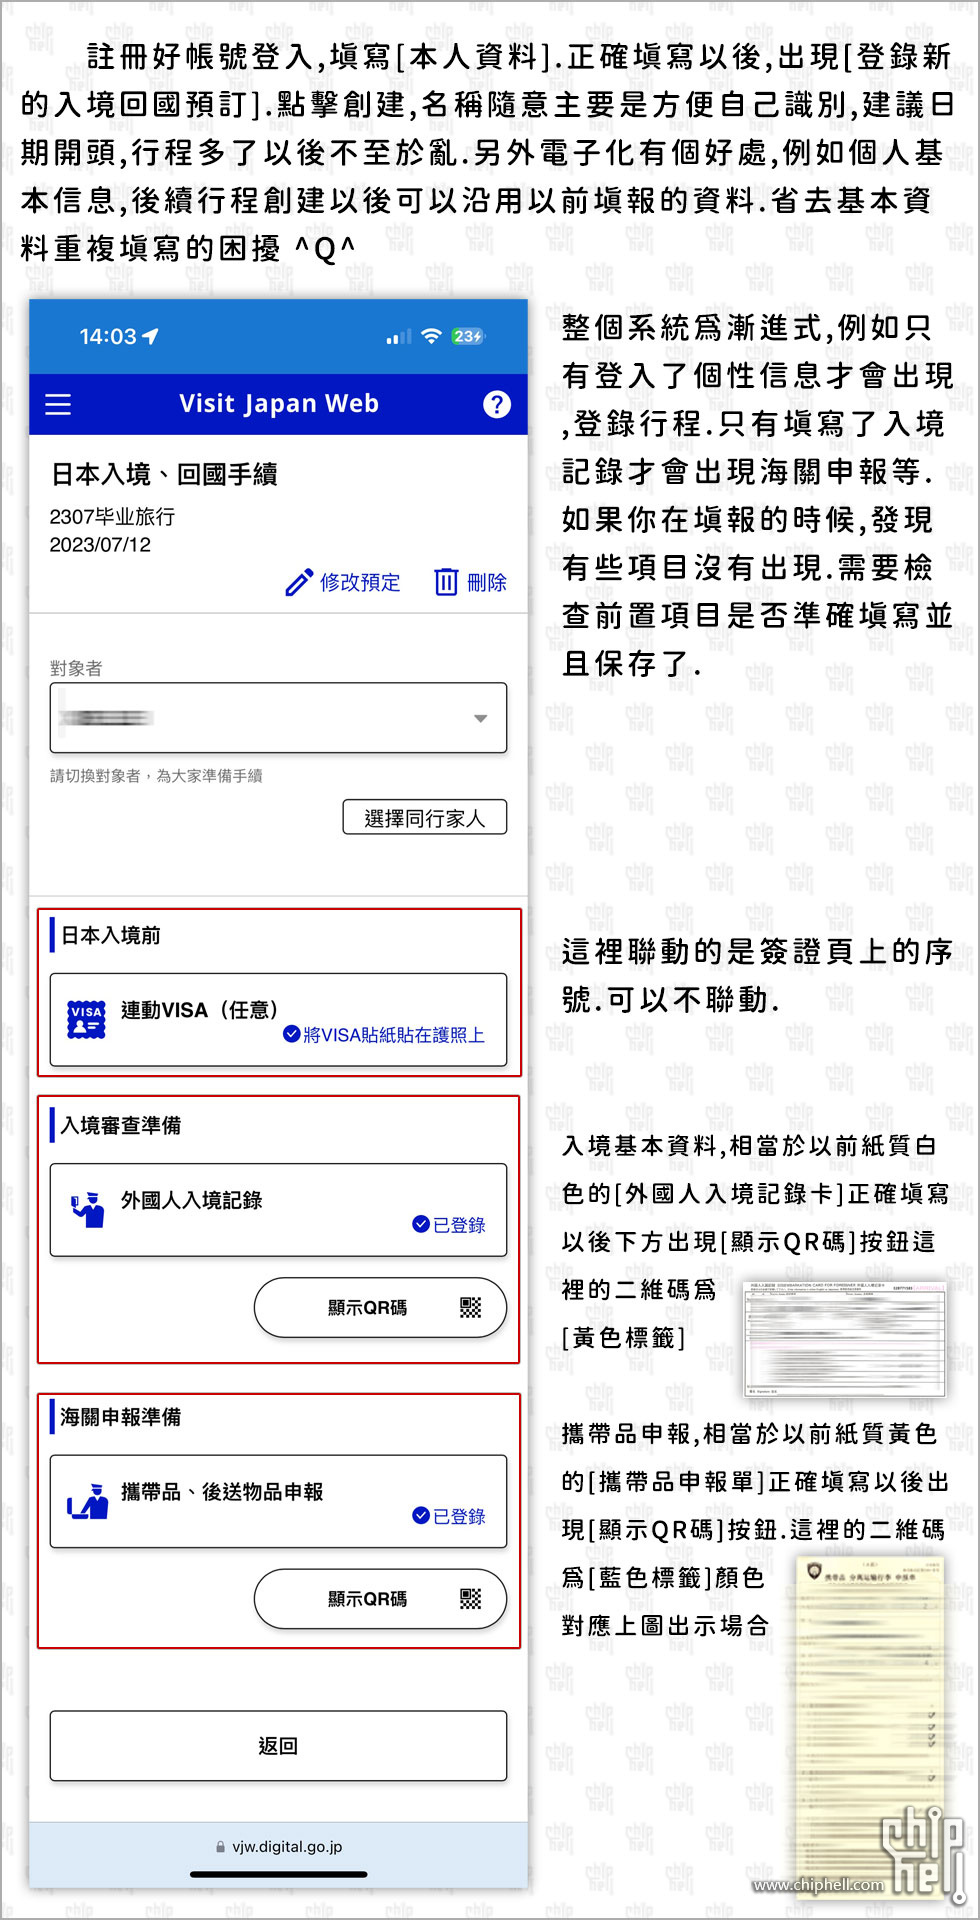 註冊好帳號登入,填寫[本人資料].正確填寫以後,出現[登錄新
的入境回國預訂].點擊創建,名稱隨意主要是方便自己識別,建議日
期開頭,行程多了以後不至於亂.另外電子化有個好處,例如個人基
本信息,後續行程創建以後可以沿用以前填報的資料.省去基本資
料重複填寫的困擾 ^Q^
14:03
23
Visit Japan Web
?
日本入境、回國手續
2307毕业旅行
2023/07/12
修改預定
刪除
對象者
請切換對象者，為大家準備手續
選擇同行家人
日本入境前
VISA
連動VISA（任意）
將VISA貼紙貼在護照上
入境審查準備
外國人入境記錄
已登錄
顯示QR碼
海關申報準備
攜帶品、後送物品申報
已登錄
顯示QR碼
返回
vjw.digital.go.jp
整個系統爲漸進式,例如只
有登入了個性信息才會出現
,登錄行程.只有填寫了入境
記錄才會出現海關申報等.
如果你在填報的時候,發現
有些項目沒有出現.需要檢
查前置項目是否準確填寫並
且保存了.
這裡聯動的是簽證頁上的序
號.可以不聯動.
入境基本資料,相當於以前紙質白
色的[外國人入境記錄卡]正確填寫
以後下方出現[顯示QR碼]按鈕這
裡的二維碼爲
[黃色標籤]
攜帶品申報,相當於以前紙質黃色
的[攜帶品申報單]正確填寫以後出
現[顯示QR碼]按鈕.這裡的二維碼
爲[藍色標籤]顏色
對應上圖出示場合
chip
hell
www.chiphell.com